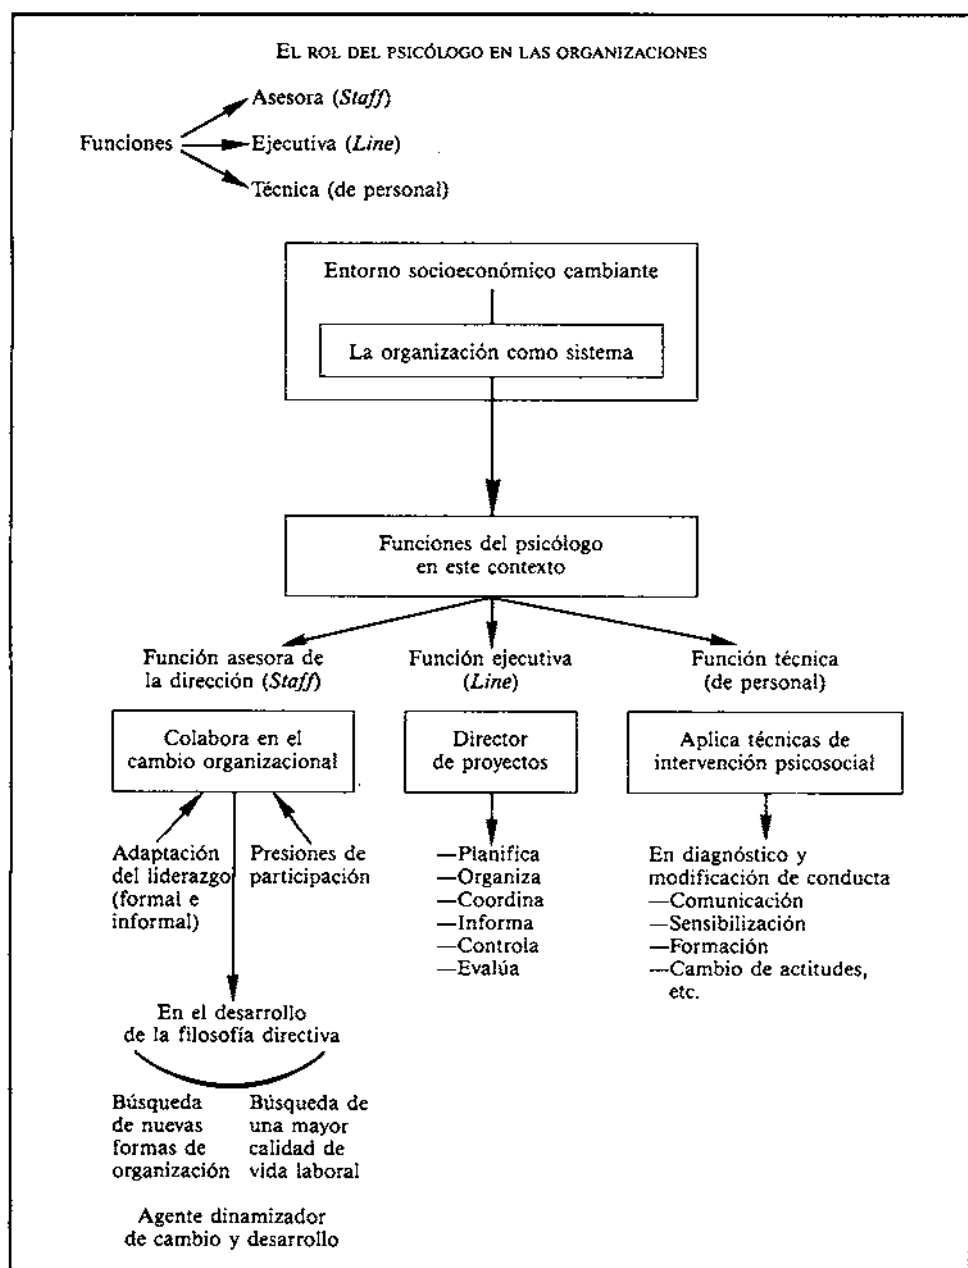 EL ROL DEL PSICÓLOGO EN LAS ORGANIZACIONES
Asesora (Staff)
Funciones
Ejecutiva (Line)
Técnica (de personal)
Entorno socioeconómico cambiante
La organización como sistema
Funciones del psicólogo
en este contexto
Función asesora de
la dirección (Staff)
Función ejecutiva
(Line)
Función técnica
(de personal)
Colabora en el
cambio organizacional
Director
de proyectos
Aplica técnicas de
intervención psicosocial
Adaptación
del liderazgo
(formal e
informal)
Presiones de
participación
—Planifica
—Organiza
—Coordina
—Informa
—Controla
—Evalúa
En diagnóstico y
modificación de conducta
—Comunicación
—Sensibilización
—Formación
—Cambio de actitudes,
etc.
En el desarrollo
de la filosofía directiva
Búsqueda
de nuevas
formas de
organización
Búsqueda de
una mayor
calidad de
vida laboral
Agente dinamizador
de cambio y desarrollo